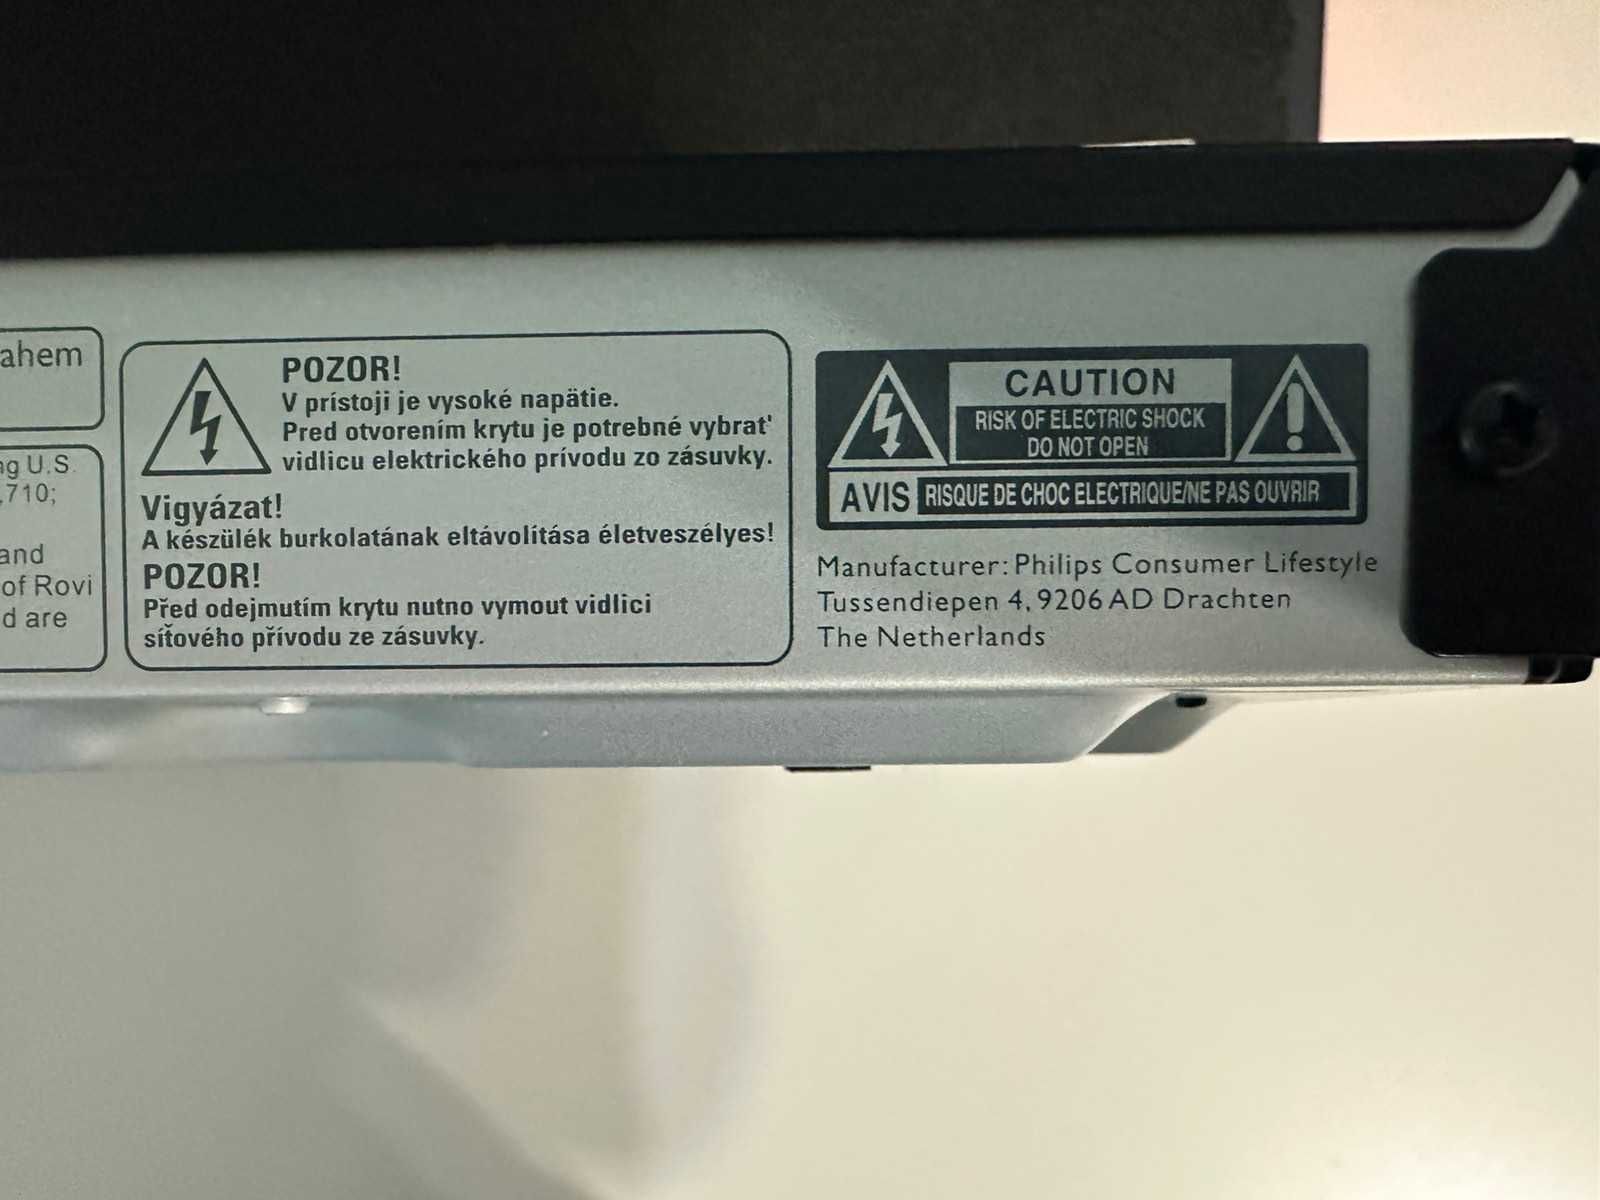 ahem
ng U.S.
,710;
and
of Rovi
d are
POZOR!
V prístoji je vysoké napätie.
Pred otvorením krytu je potrebné vybrat'
vidlicu elektrického prívodu zo zásuvky.
Vigyázat!
A készülék burkolatának eltávolítása életveszélyes!
POZOR!
Před odejmutím krytu nutno vymout vidlici
síťového přívodu ze zásuvky.
CAUTION
RISK OF ELECTRIC SHOCK
DO NOT OPEN
AVIS RISQUE DE CHOC ELECTRIQUE/NE PAS OUVRIR
Manufacturer: Philips Consumer Lifestyle
Tussendiepen 4, 9206 AD Drachten
The Netherlands